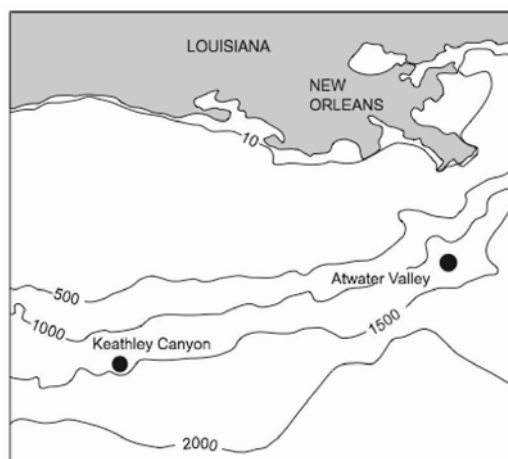 LOUISIANA
NEW
ORLEANS
10
Atwater Valley
500
1000
1500
Keathley Canyon
2000